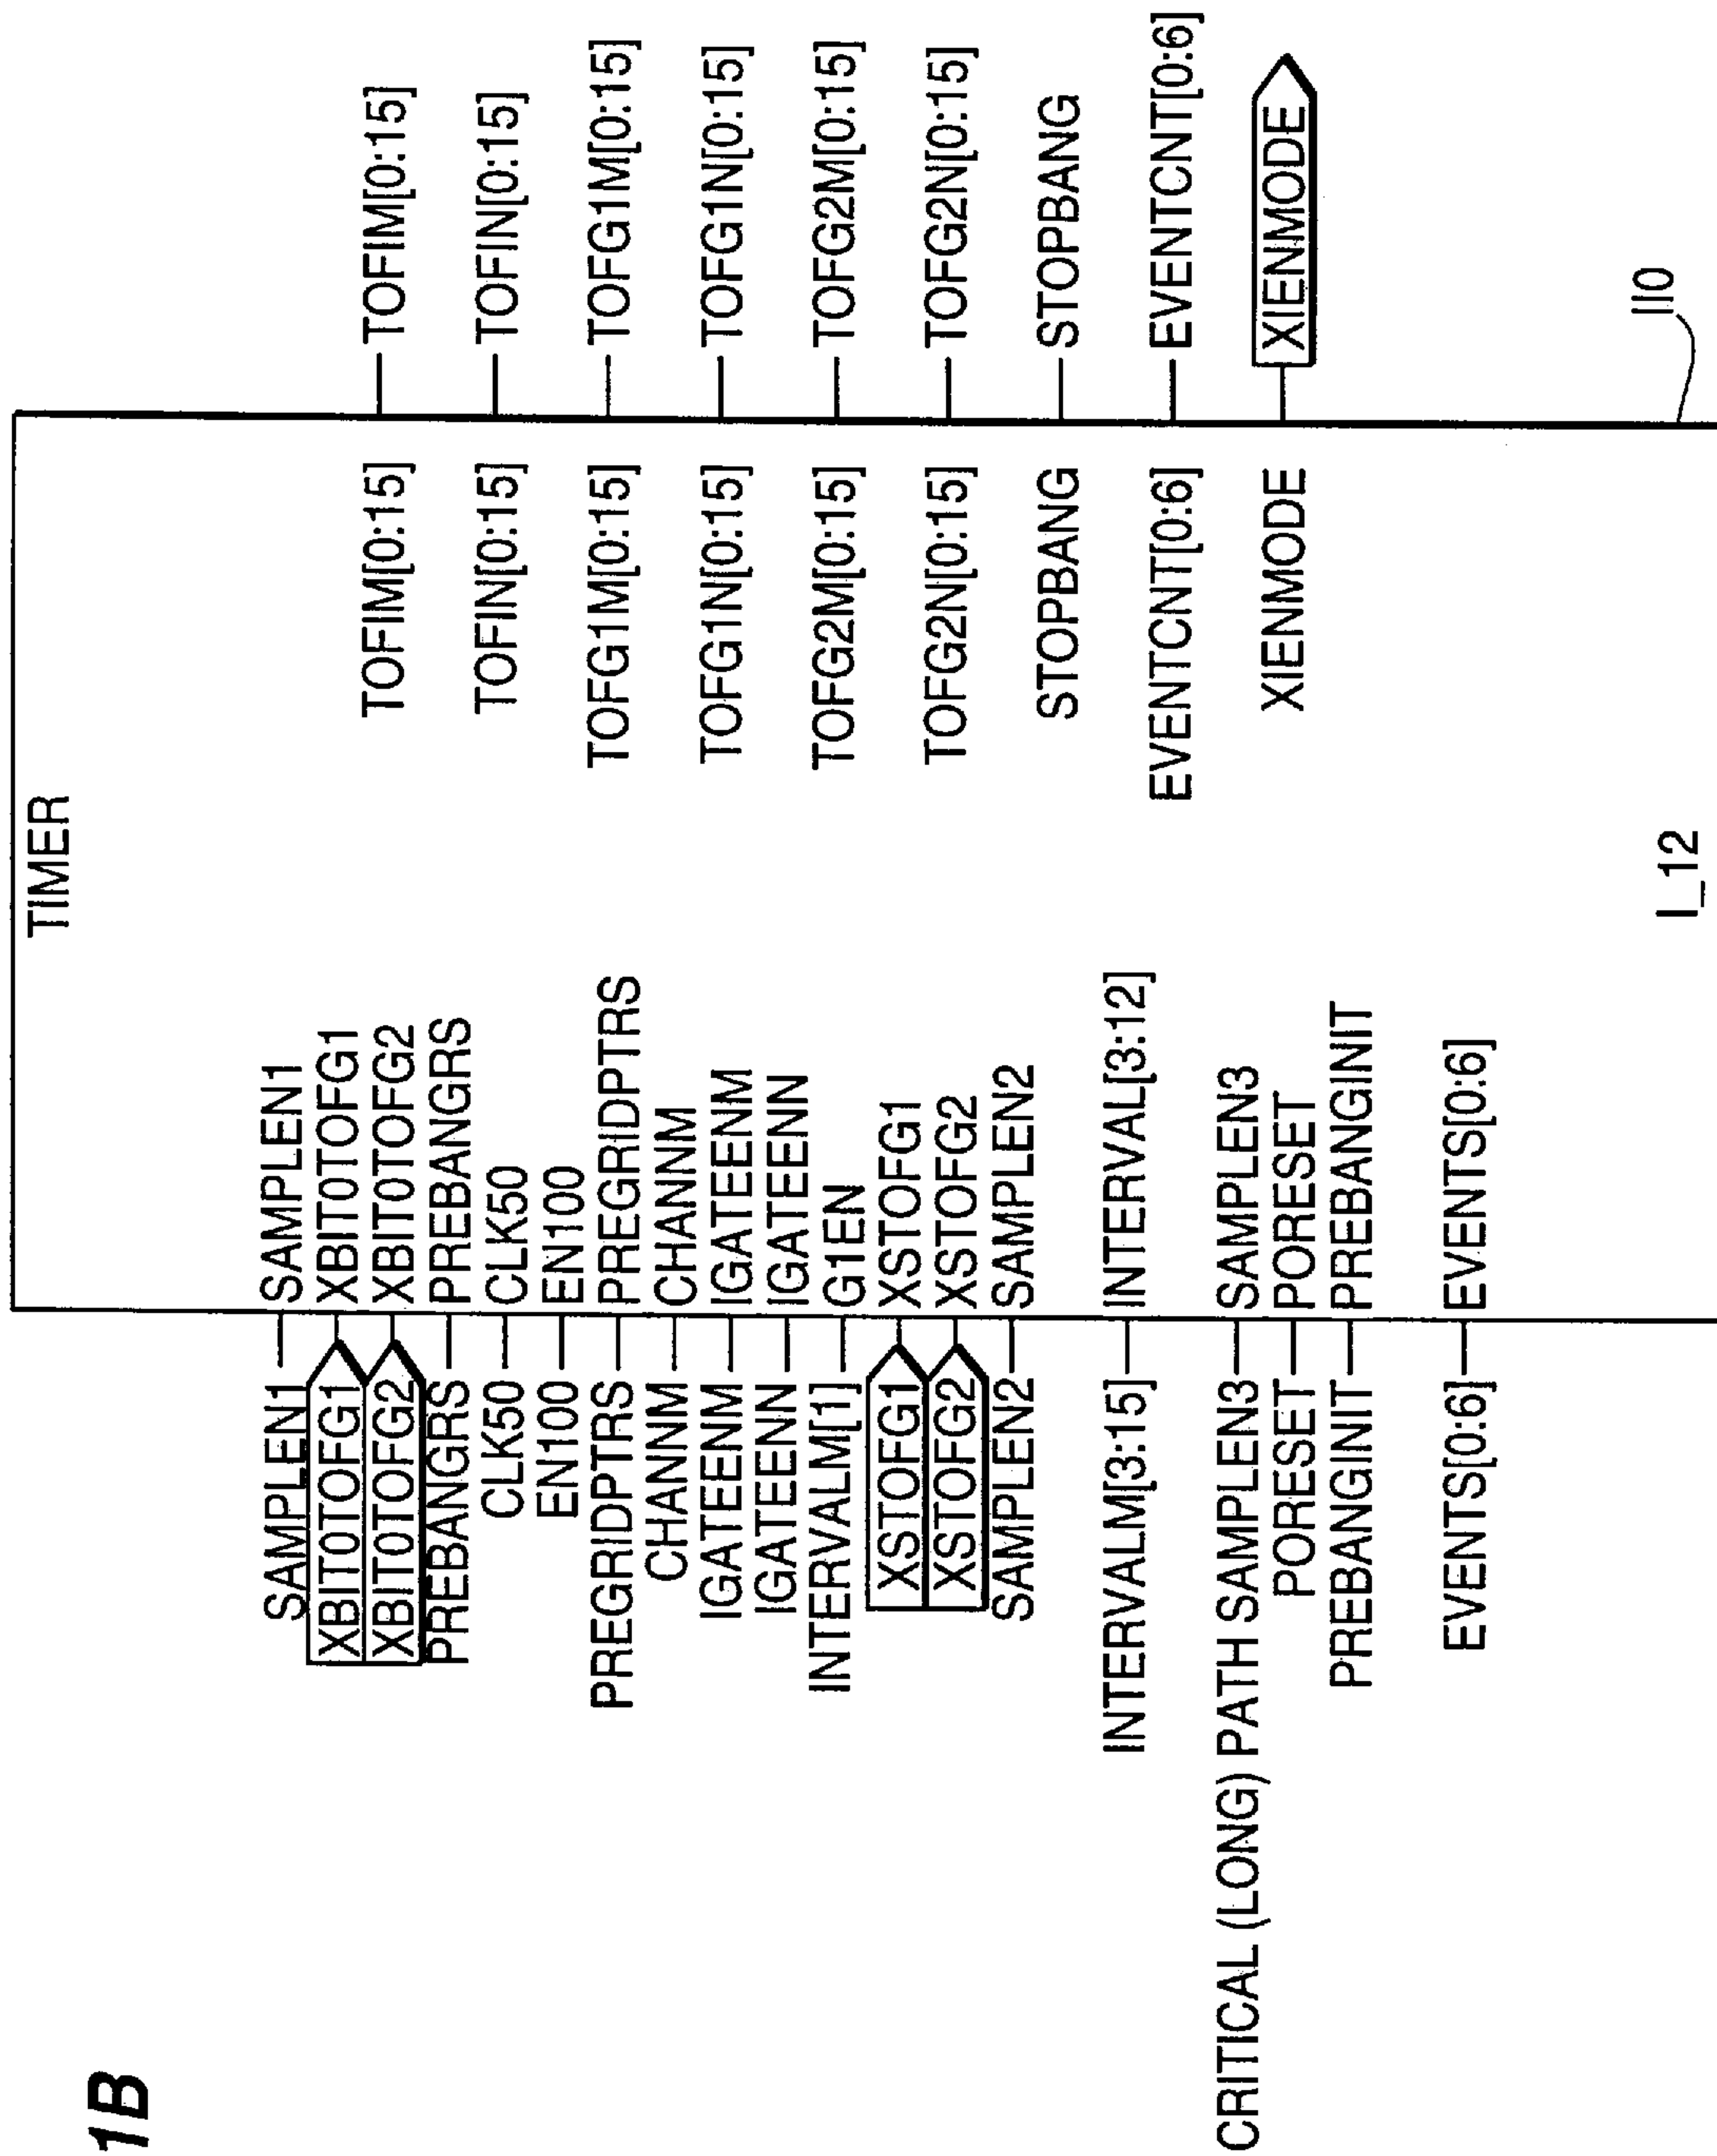 1B
TIMER
SAMPLEN1 SAMPLEN1
XBIT0TOFG1 XBIT0TOFG1 TOFIM[0:15] TOFIM[0:15]
XBIT0TOFG2 XBIT0TOFG2
PREBANGRS PREBANGRS
CLK50 CLK50 TOFIN[0:15] TOFIN[0:15]
EN100 EN100
PREGRIDPTRS PREGRIDPTRS TOFG1M[0:15] TOFG1M[0:15]
CHANNM CHANNM
IGATEENM IGATEENM TOFG1N[0:15] TOFG1N[0:15]
IGATEENN IGATEENN
INTERVALM[1] G1EN TOFG2M[0:15] TOFG2M[0:15]
XSTOFG1 XSTOFG1
XSTOFG2 XSTOFG2 TOFG2N[0:15] TOFG2N[0:15]
SAMPLEN2 SAMPLEN2
STOPBANG STOPBANG
INTERVALM[3:15] INTERVAL[3:12]
EVENTCNT[0:6] EVENTCNT[0:6]
CRITICAL (LONG) PATH SAMPLEN3 SAMPLEN3
PORESET PORESET XIENMODE XIENMODE
PREBANGINIT PREBANGINIT
EVENTS[0:6] EVENTS[0:6]
I_12
110